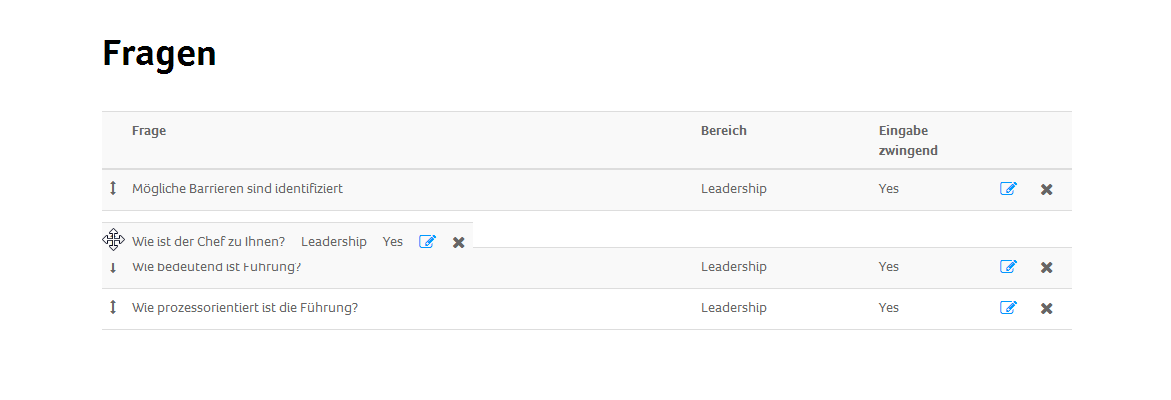 Fragen
Frage Bereich Eingabe
zwingend
Mögliche Barrieren sind identifiziert Leadership Yes
Wie ist der Chef zu Ihnen? Leadership Yes
Wie bedeutend ist Führung? Leadership Yes
Wie prozessorientiert ist die Führung? Leadership Yes